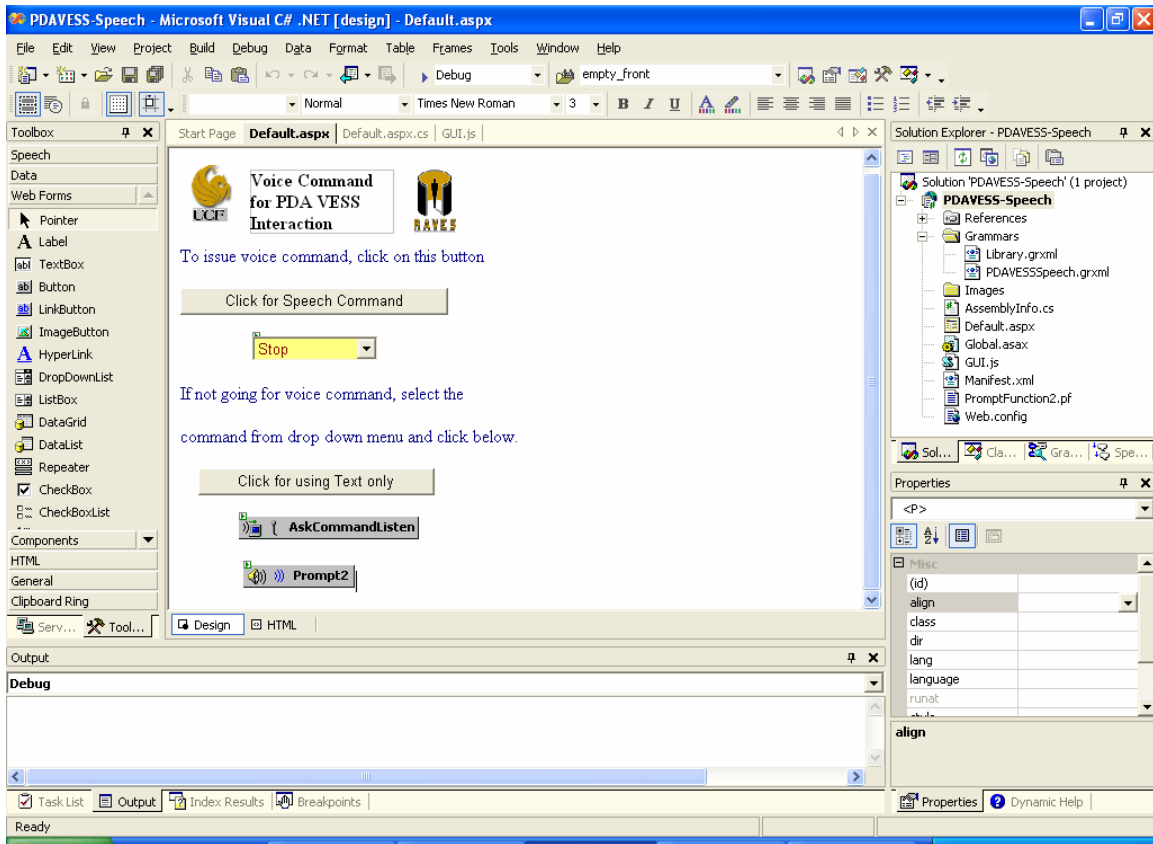 PDAVESS-Speech - Microsoft Visual C# .NET [design] - Default.aspx
File Edit View Project Build Debug Data Format Table Frames Tools Window Help
Debug empty_front
Normal Times New Roman 3 B I U
Toolbox
Speech
Data
Web Forms
Pointer
Label
TextBox
Button
LinkButton
ImageButton
HyperLink
DropDownList
ListBox
DataGrid
DataList
Repeater
CheckBox
CheckBoxList
Components
HTML
General
Clipboard Ring
Serv... Tool...
Start Page Default.aspx Default.aspx.cs GUI.js
UCF
Voice Command
for PDA VESS
Interaction
RAVES
To issue voice command, click on this button
Click for Speech Command
Stop
If not going for voice command, select the
command from drop down menu and click below.
Click for using Text only
AskCommandListen
Prompt2
Design HTML
Solution Explorer - PDAVESS-Speech
Solution 'PDAVESS-Speech' (1 project)
PDAVESS-Speech
References
Grammars
Library.grxml
PDAVESSSpeech.grxml
Images
AssemblyInfo.cs
Default.aspx
Global.asax
GUI.js
Manifest.xml
PromptFunction2.pf
Web.config
Sol... Cla... Gra... Spe...
Properties
<P>
Misc
(id)
align
class
dir
lang
language
runat
align
Properties Dynamic Help
Output
Debug
Task List Output Index Results Breakpoints
Ready